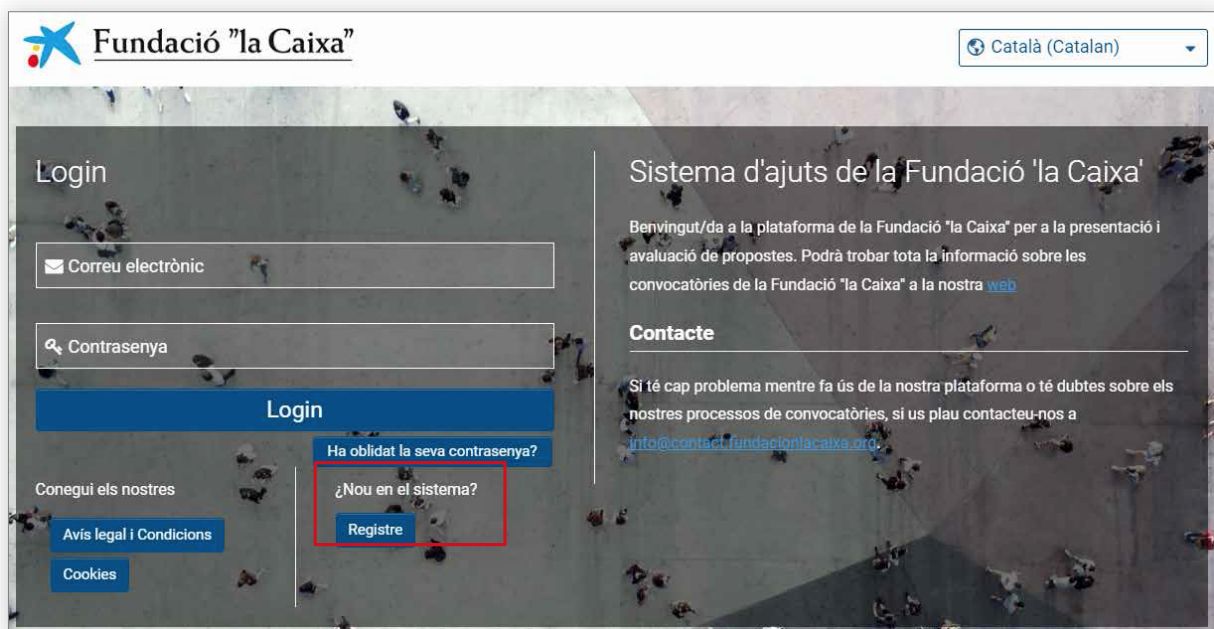 Fundació "la Caixa"
Català (Catalan)
Login
Correu electrònic
Contrasenya
Login
Ha oblidat la seva contrasenya?
Conegui els nostres
Avís legal i Condicions
Cookies
¿Nou en el sistema?
Registre
Sistema d'ajuts de la Fundació 'la Caixa'
Benvingut/da a la plataforma de la Fundació "la Caixa" per a la presentació i
avaluació de propostes. Podrà trobar tota la informació sobre les
convocatòries de la Fundació "la Caixa" a la nostra web
Contacte
Si té cap problema mentre fa ús de la nostra plataforma o té dubtes sobre els
nostres processos de convocatòries, si us plau contacteu-nos a
info@contact.fundacionlacaixa.org.